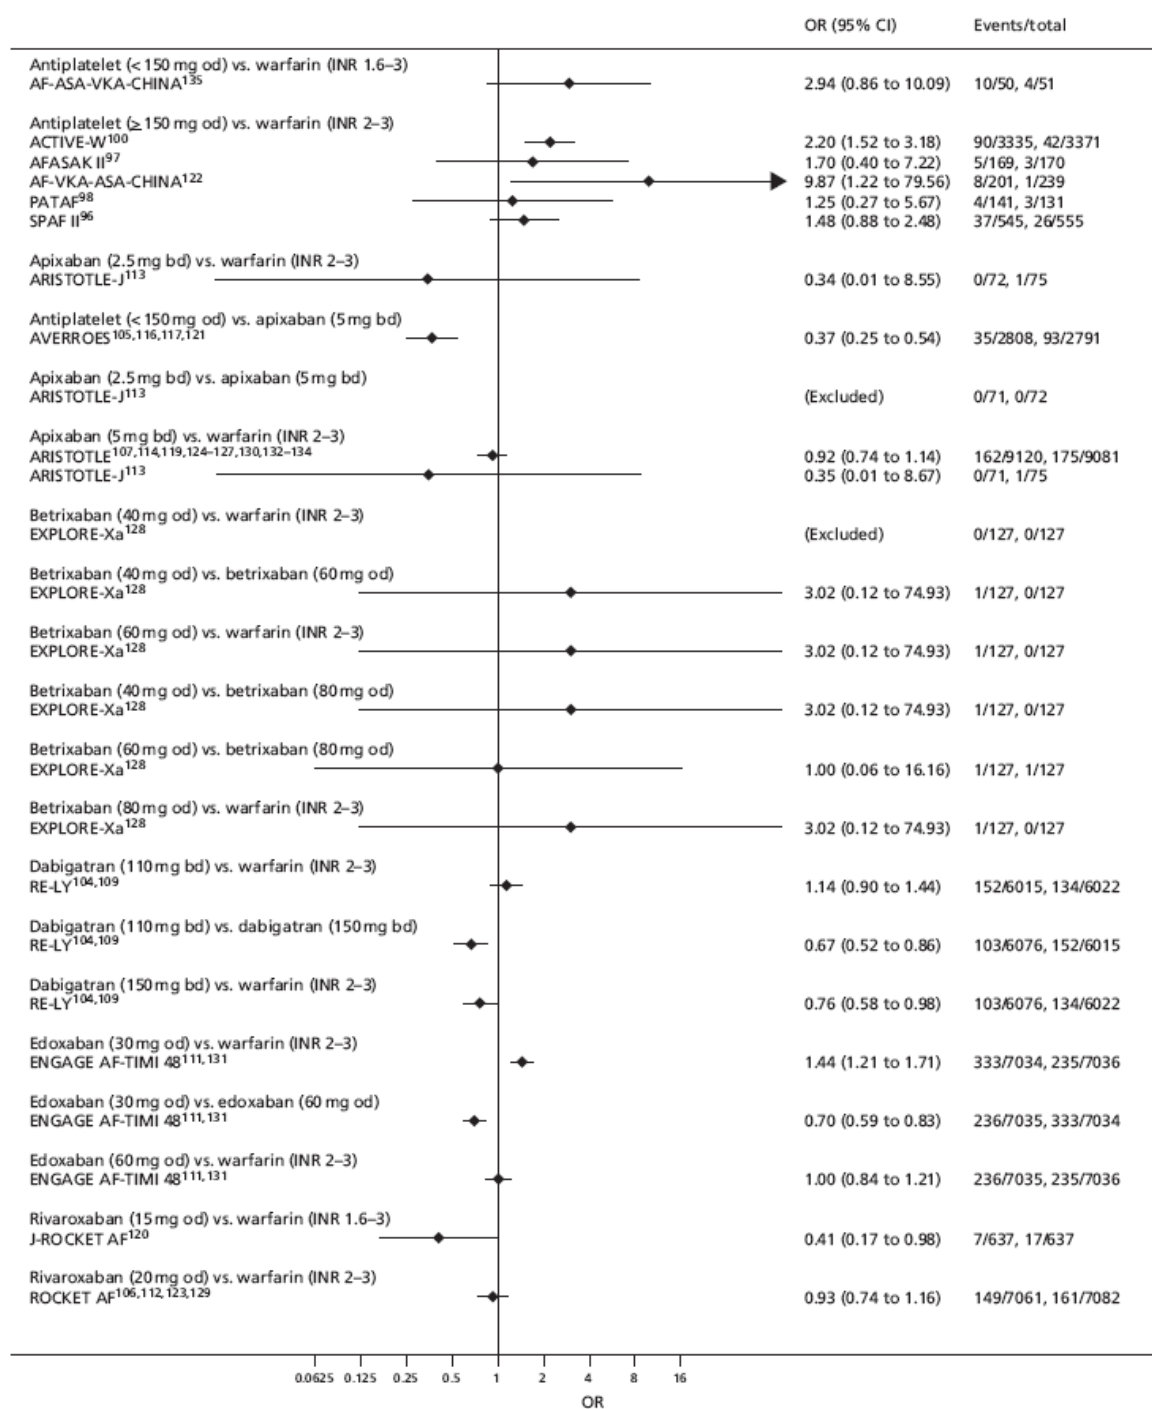 OR (95% CI) Events/total
Antiplatelet (< 150 mg od) vs. warfarin (INR 1.6–3)
AF-ASA-VKA-CHINA135 2.94 (0.86 to 10.09) 10/50, 4/51
Antiplatelet (≥ 150 mg od) vs. warfarin (INR 2–3)
ACTIVE-W100 2.20 (1.52 to 3.18) 90/3335, 42/3371
AFASAK II97 1.70 (0.40 to 7.22) 5/169, 3/170
AF-VKA-ASA-CHINA122 9.87 (1.22 to 79.56) 8/201, 1/239
PATAF98 1.25 (0.27 to 5.67) 4/141, 3/131
SPAF II96 1.48 (0.88 to 2.48) 37/545, 26/555
Apixaban (2.5 mg bd) vs. warfarin (INR 2–3)
ARISTOTLE-J113 0.34 (0.01 to 8.55) 0/72, 1/75
Antiplatelet (< 150 mg od) vs. apixaban (5 mg bd)
AVERROES105,116,117,121 0.37 (0.25 to 0.54) 35/2808, 93/2791
Apixaban (2.5 mg bd) vs. apixaban (5 mg bd)
ARISTOTLE-J113 (Excluded) 0/71, 0/72
Apixaban (5 mg bd) vs. warfarin (INR 2–3)
ARISTOTLE107,114,119,124–127,130,132–134 0.92 (0.74 to 1.14) 162/9120, 175/9081
ARISTOTLE-J113 0.35 (0.01 to 8.67) 0/71, 1/75
Betrixaban (40 mg od) vs. warfarin (INR 2–3)
EXPLORE-Xa128 (Excluded) 0/127, 0/127
Betrixaban (40 mg od) vs. betrixaban (60 mg od)
EXPLORE-Xa128 3.02 (0.12 to 74.93) 1/127, 0/127
Betrixaban (60 mg od) vs. warfarin (INR 2–3)
EXPLORE-Xa128 3.02 (0.12 to 74.93) 1/127, 0/127
Betrixaban (40 mg od) vs. betrixaban (80 mg od)
EXPLORE-Xa128 3.02 (0.12 to 74.93) 1/127, 0/127
Betrixaban (60 mg od) vs. betrixaban (80 mg od)
EXPLORE-Xa128 1.00 (0.06 to 16.16) 1/127, 1/127
Betrixaban (80 mg od) vs. warfarin (INR 2–3)
EXPLORE-Xa128 3.02 (0.12 to 74.93) 1/127, 0/127
Dabigatran (110 mg bd) vs. warfarin (INR 2–3)
RE-LY104,109 1.14 (0.90 to 1.44) 152/6015, 134/6022
Dabigatran (110 mg bd) vs. dabigatran (150 mg bd)
RE-LY104,109 0.67 (0.52 to 0.86) 103/6076, 152/6015
Dabigatran (150 mg bd) vs. warfarin (INR 2–3)
RE-LY104,109 0.76 (0.58 to 0.98) 103/6076, 134/6022
Edoxaban (30 mg od) vs. warfarin (INR 2–3)
ENGAGE AF-TIMI 48111,131 1.44 (1.21 to 1.71) 333/7034, 235/7036
Edoxaban (30 mg od) vs. edoxaban (60 mg od)
ENGAGE AF-TIMI 48111,131 0.70 (0.59 to 0.83) 236/7035, 333/7034
Edoxaban (60 mg od) vs. warfarin (INR 2–3)
ENGAGE AF-TIMI 48111,131 1.00 (0.84 to 1.21) 236/7035, 235/7036
Rivaroxaban (15 mg od) vs. warfarin (INR 1.6–3)
J-ROCKET AF120 0.41 (0.17 to 0.98) 7/637, 17/637
Rivaroxaban (20 mg od) vs. warfarin (INR 2–3)
ROCKET AF106,112,123,129 0.93 (0.74 to 1.16) 149/7061, 161/7082
0.0625 0.125 0.25 0.5 1 2 4 8 16
OR